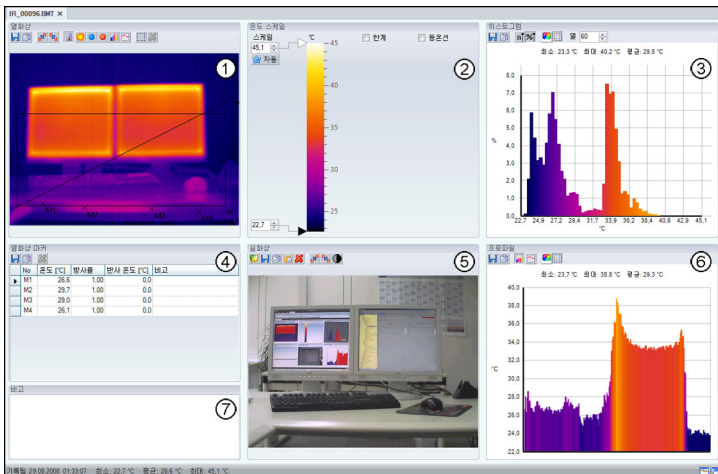 IR_00096.BMT ×
열화상
①
M1 M2 M3 M4
온도 스케일
스케일 ℃ 한계 등온선
45,1 45
자동
40
35
30
25
22,7
②
히스토그램
n° % 열 60
최소: 23,3 ℃ 최대: 40,2 ℃ 평균: 29,5 ℃
③
8,0
7,0
6,0
5,0
%
4,0
3,0
2,0
1,0
0,0
22,7 24,9 27,2 29,4 31,7 33,9 36,1 38,4 40,6 42,9 45,1
℃
열화상 마커
④
No 온도 [℃] 방사율 반사 온도 [℃] 비고
M1 26,6 1,00 0,0
M2 29,7 1,00 0,0
M3 29,0 1,00 0,0
M4 26,1 1,00 0,0
실화상
⑤
프로파일
⑥
최소: 23,7 ℃ 최대: 38,8 ℃ 평균: 29,3 ℃
40,0
38,0
36,0
34,0
32,0
℃
30,0
28,0
26,0
24,0
22,0
비고
⑦
기록됨 29.08.2008 01:33:07 최소: 22,7 ℃ 평균: 28,6 ℃ 최대: 45,1 ℃